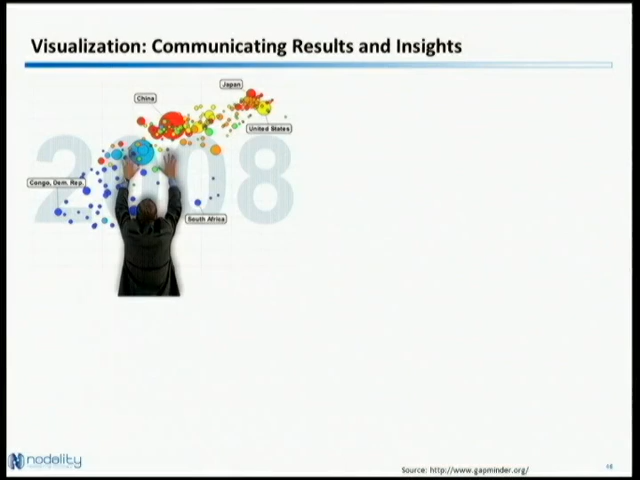 Visualization: Communicating Results and Insights
Japan
China
United States
2008
Congo, Dem. Rep.
South Africa
nodality
Source: http://www.gapminder.org/